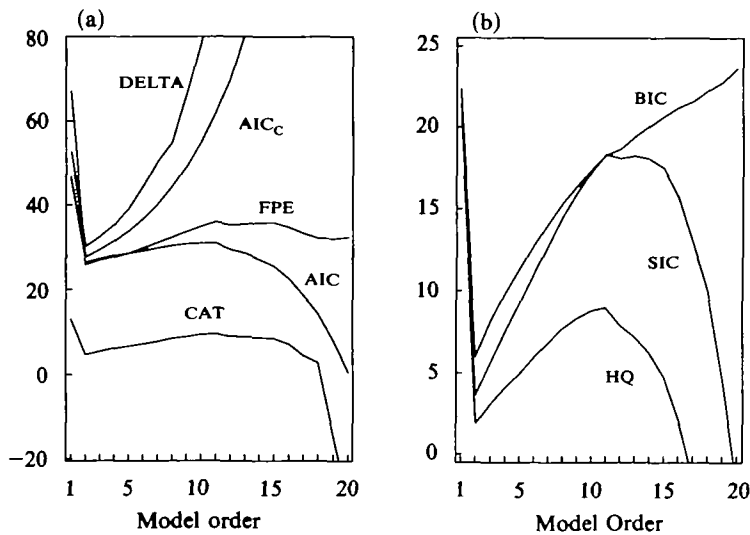 (a)
80
60
40
20
0
−20
DELTA
AIC_C
FPE
AIC
CAT
1 5 10 15 20
Model order
(b)
25
20
15
10
5
0
BIC
SIC
HQ
1 5 10 15 20
Model Order